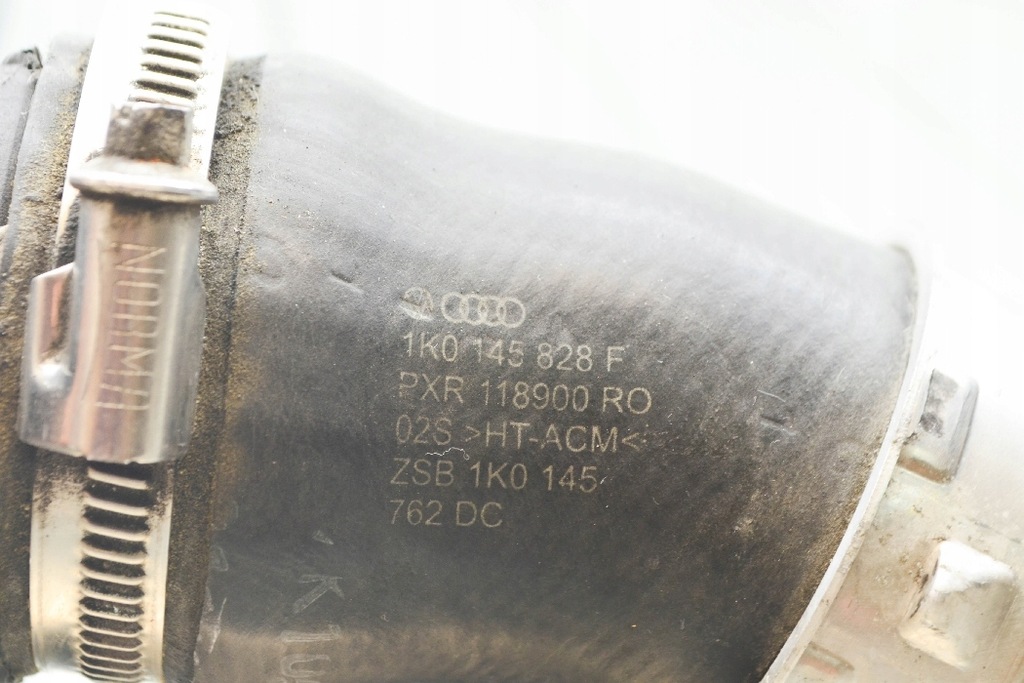 NORMA
1K0 145 828 F
PXR 118900 RO
02S >HT-ACM<
ZSB 1K0 145
762 DC